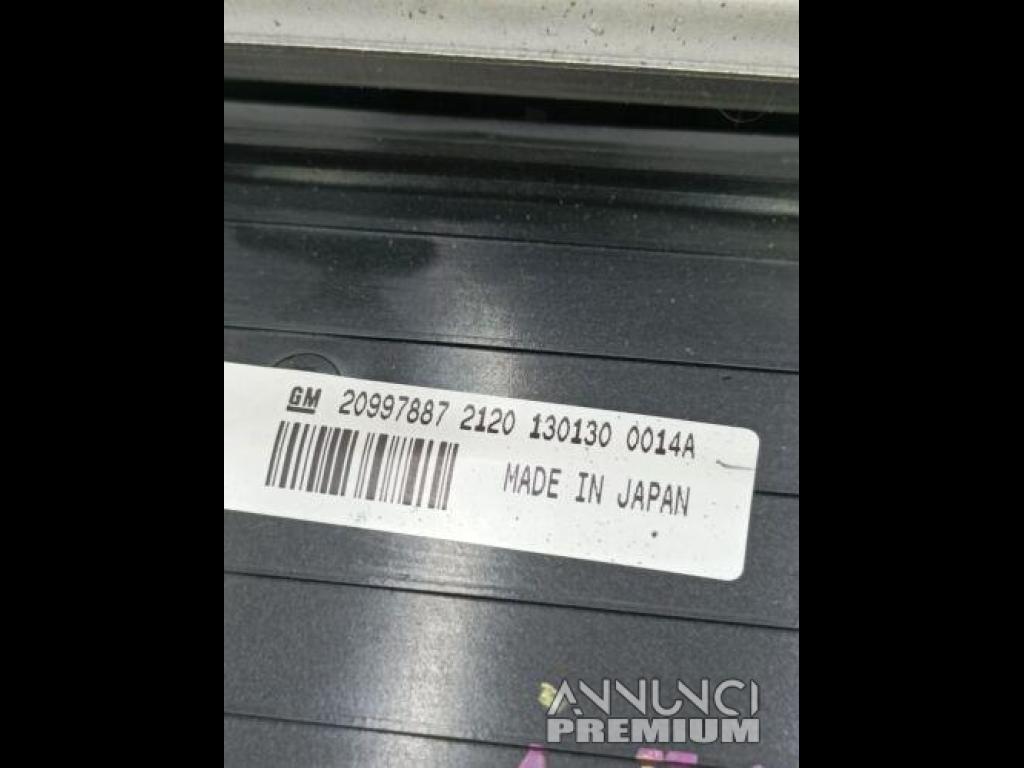 GM 20997887 2120 130130 0014A
MADE IN JAPAN
ANNUNCI
PREMIUM